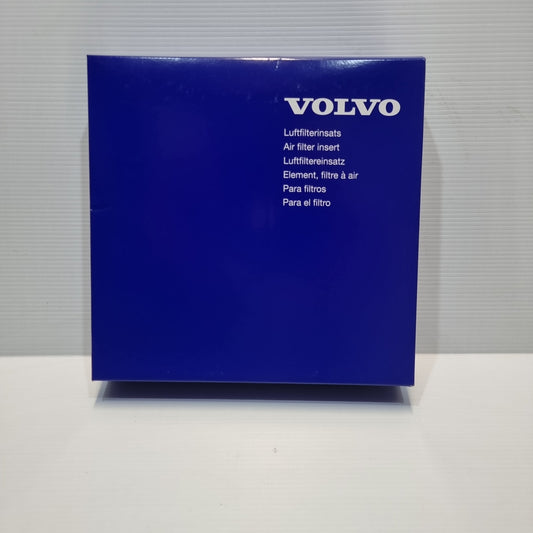 VOLVO
Luftfilterinsats
Air filter insert
Luftfiltereinsatz
Element, filtre à air
Para filtros
Para el filtro